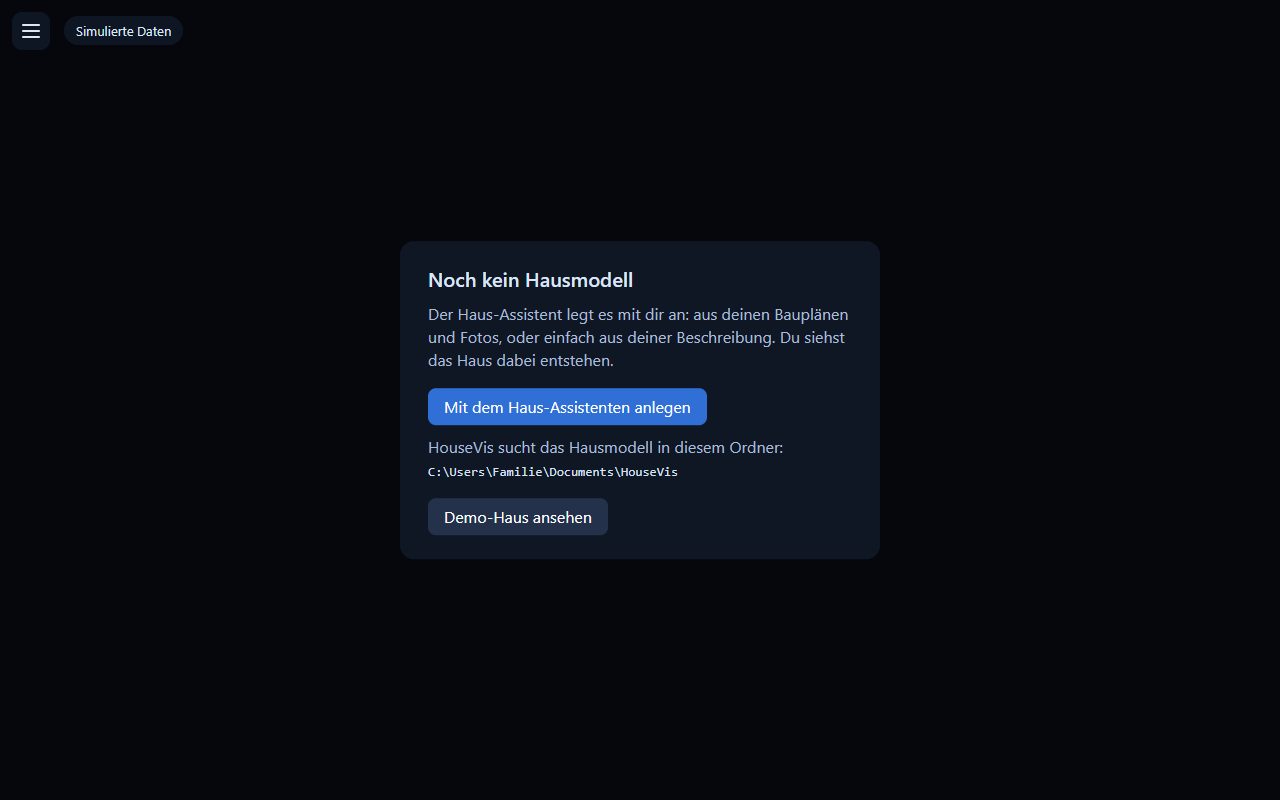 Simulierte Daten
Noch kein Hausmodell
Der Haus-Assistent legt es mit dir an: aus deinen Bauplänen
und Fotos, oder einfach aus deiner Beschreibung. Du siehst
das Haus dabei entstehen.
Mit dem Haus-Assistenten anlegen
HouseVis sucht das Hausmodell in diesem Ordner:
C:\Users\Familie\Documents\HouseVis
Demo-Haus ansehen